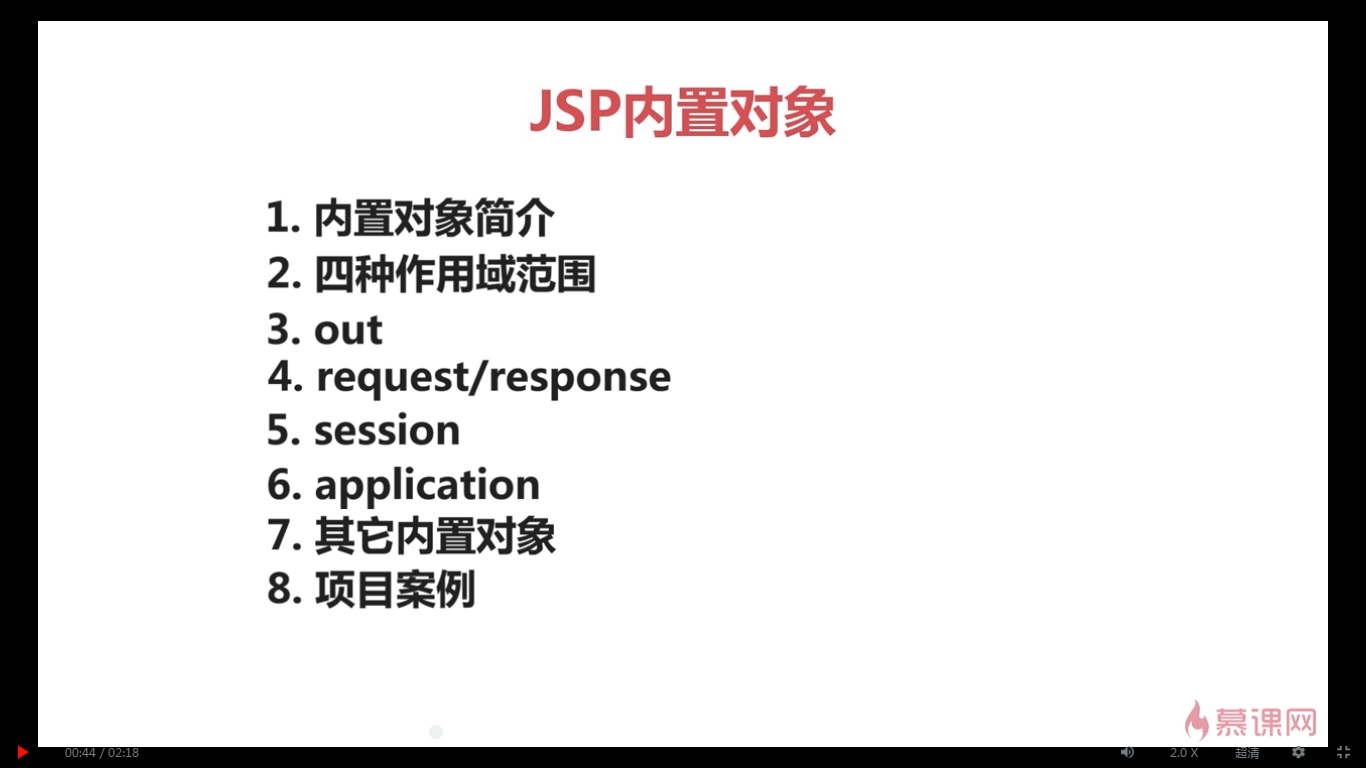 JSP内置对象
1. 内置对象简介
2. 四种作用域范围
3. out
4. request/response
5. session
6. application
7. 其它内置对象
8. 项目案例
慕课网
00:44 / 02:18
2.0 X
超清